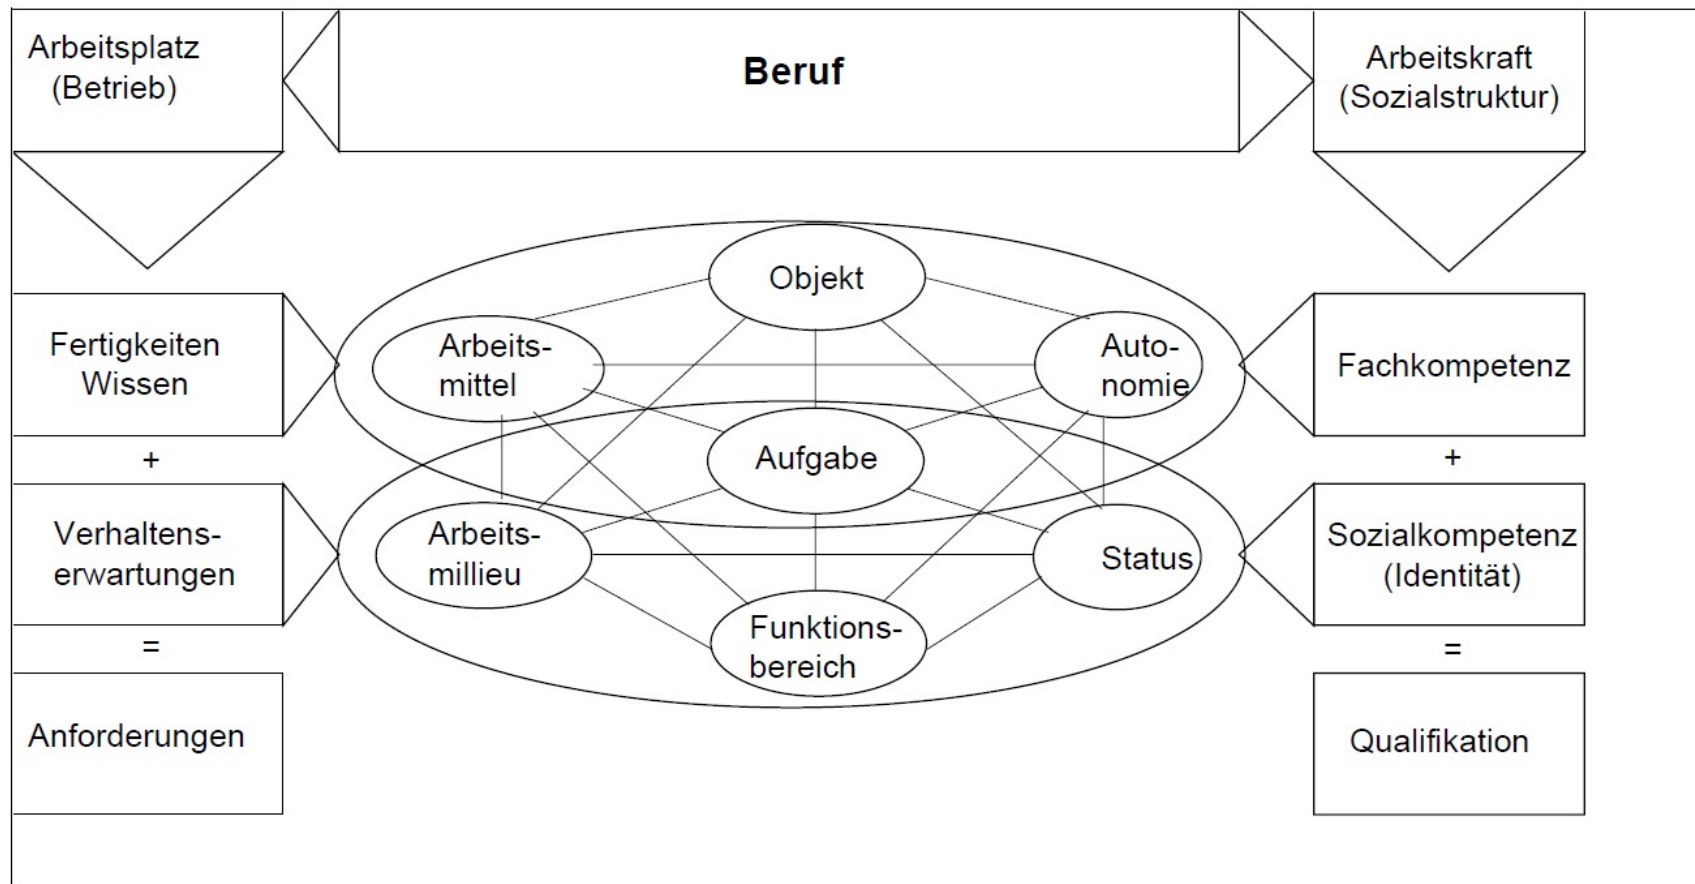 Arbeitsplatz
(Betrieb)
Beruf
Arbeitskraft
(Sozialstruktur)
Objekt
Fertigkeiten
Wissen
Arbeits-
mittel
Auto-
nomie
Fachkompetenz
+
Aufgabe
+
Verhaltens-
erwartungen
Arbeits-
millieu
Status
Sozialkompetenz
(Identität)
=
Funktions-
bereich
=
Anforderungen
Qualifikation